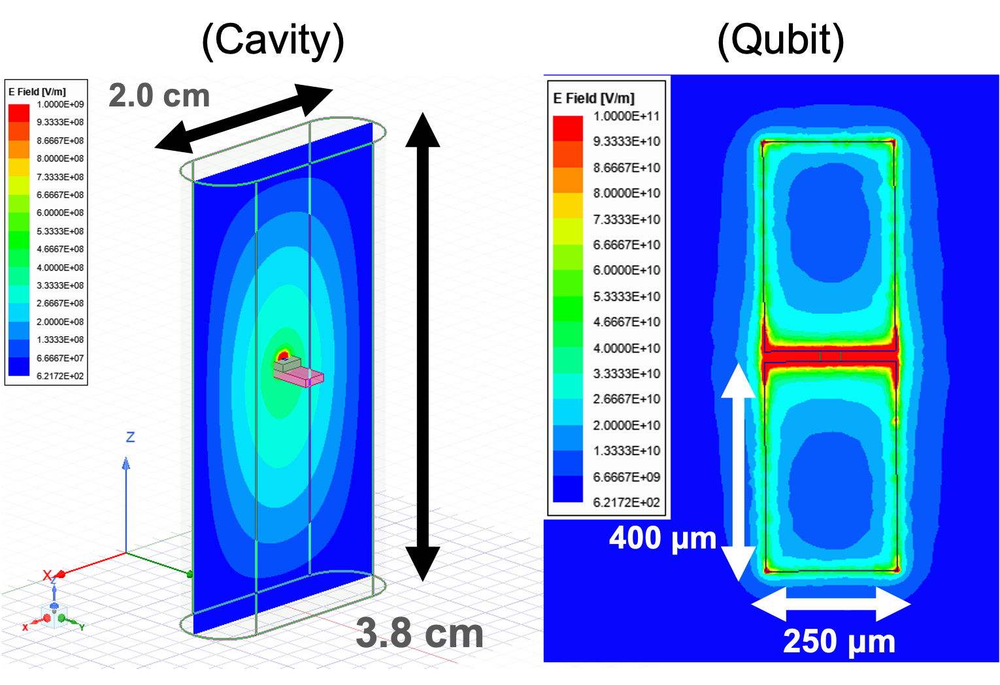 (Cavity)
(Qubit)
2.0 cm
E Field [V/m]
1.0000E+09
9.3333E+08
8.6667E+08
8.0000E+08
7.3333E+08
6.6667E+08
6.0000E+08
5.3333E+08
4.6667E+08
4.0000E+08
3.3333E+08
2.6667E+08
2.0000E+08
1.3333E+08
6.6667E+07
6.2172E+02
Z
X
Z
X
Y
3.8 cm
E Field [V/m]
1.0000E+11
9.3333E+10
8.6667E+10
8.0000E+10
7.3333E+10
6.6667E+10
6.0000E+10
5.3333E+10
4.6667E+10
4.0000E+10
3.3333E+10
2.6667E+10
2.0000E+10
1.3333E+10
6.6667E+09
6.2172E+02
400 μm
250 μm